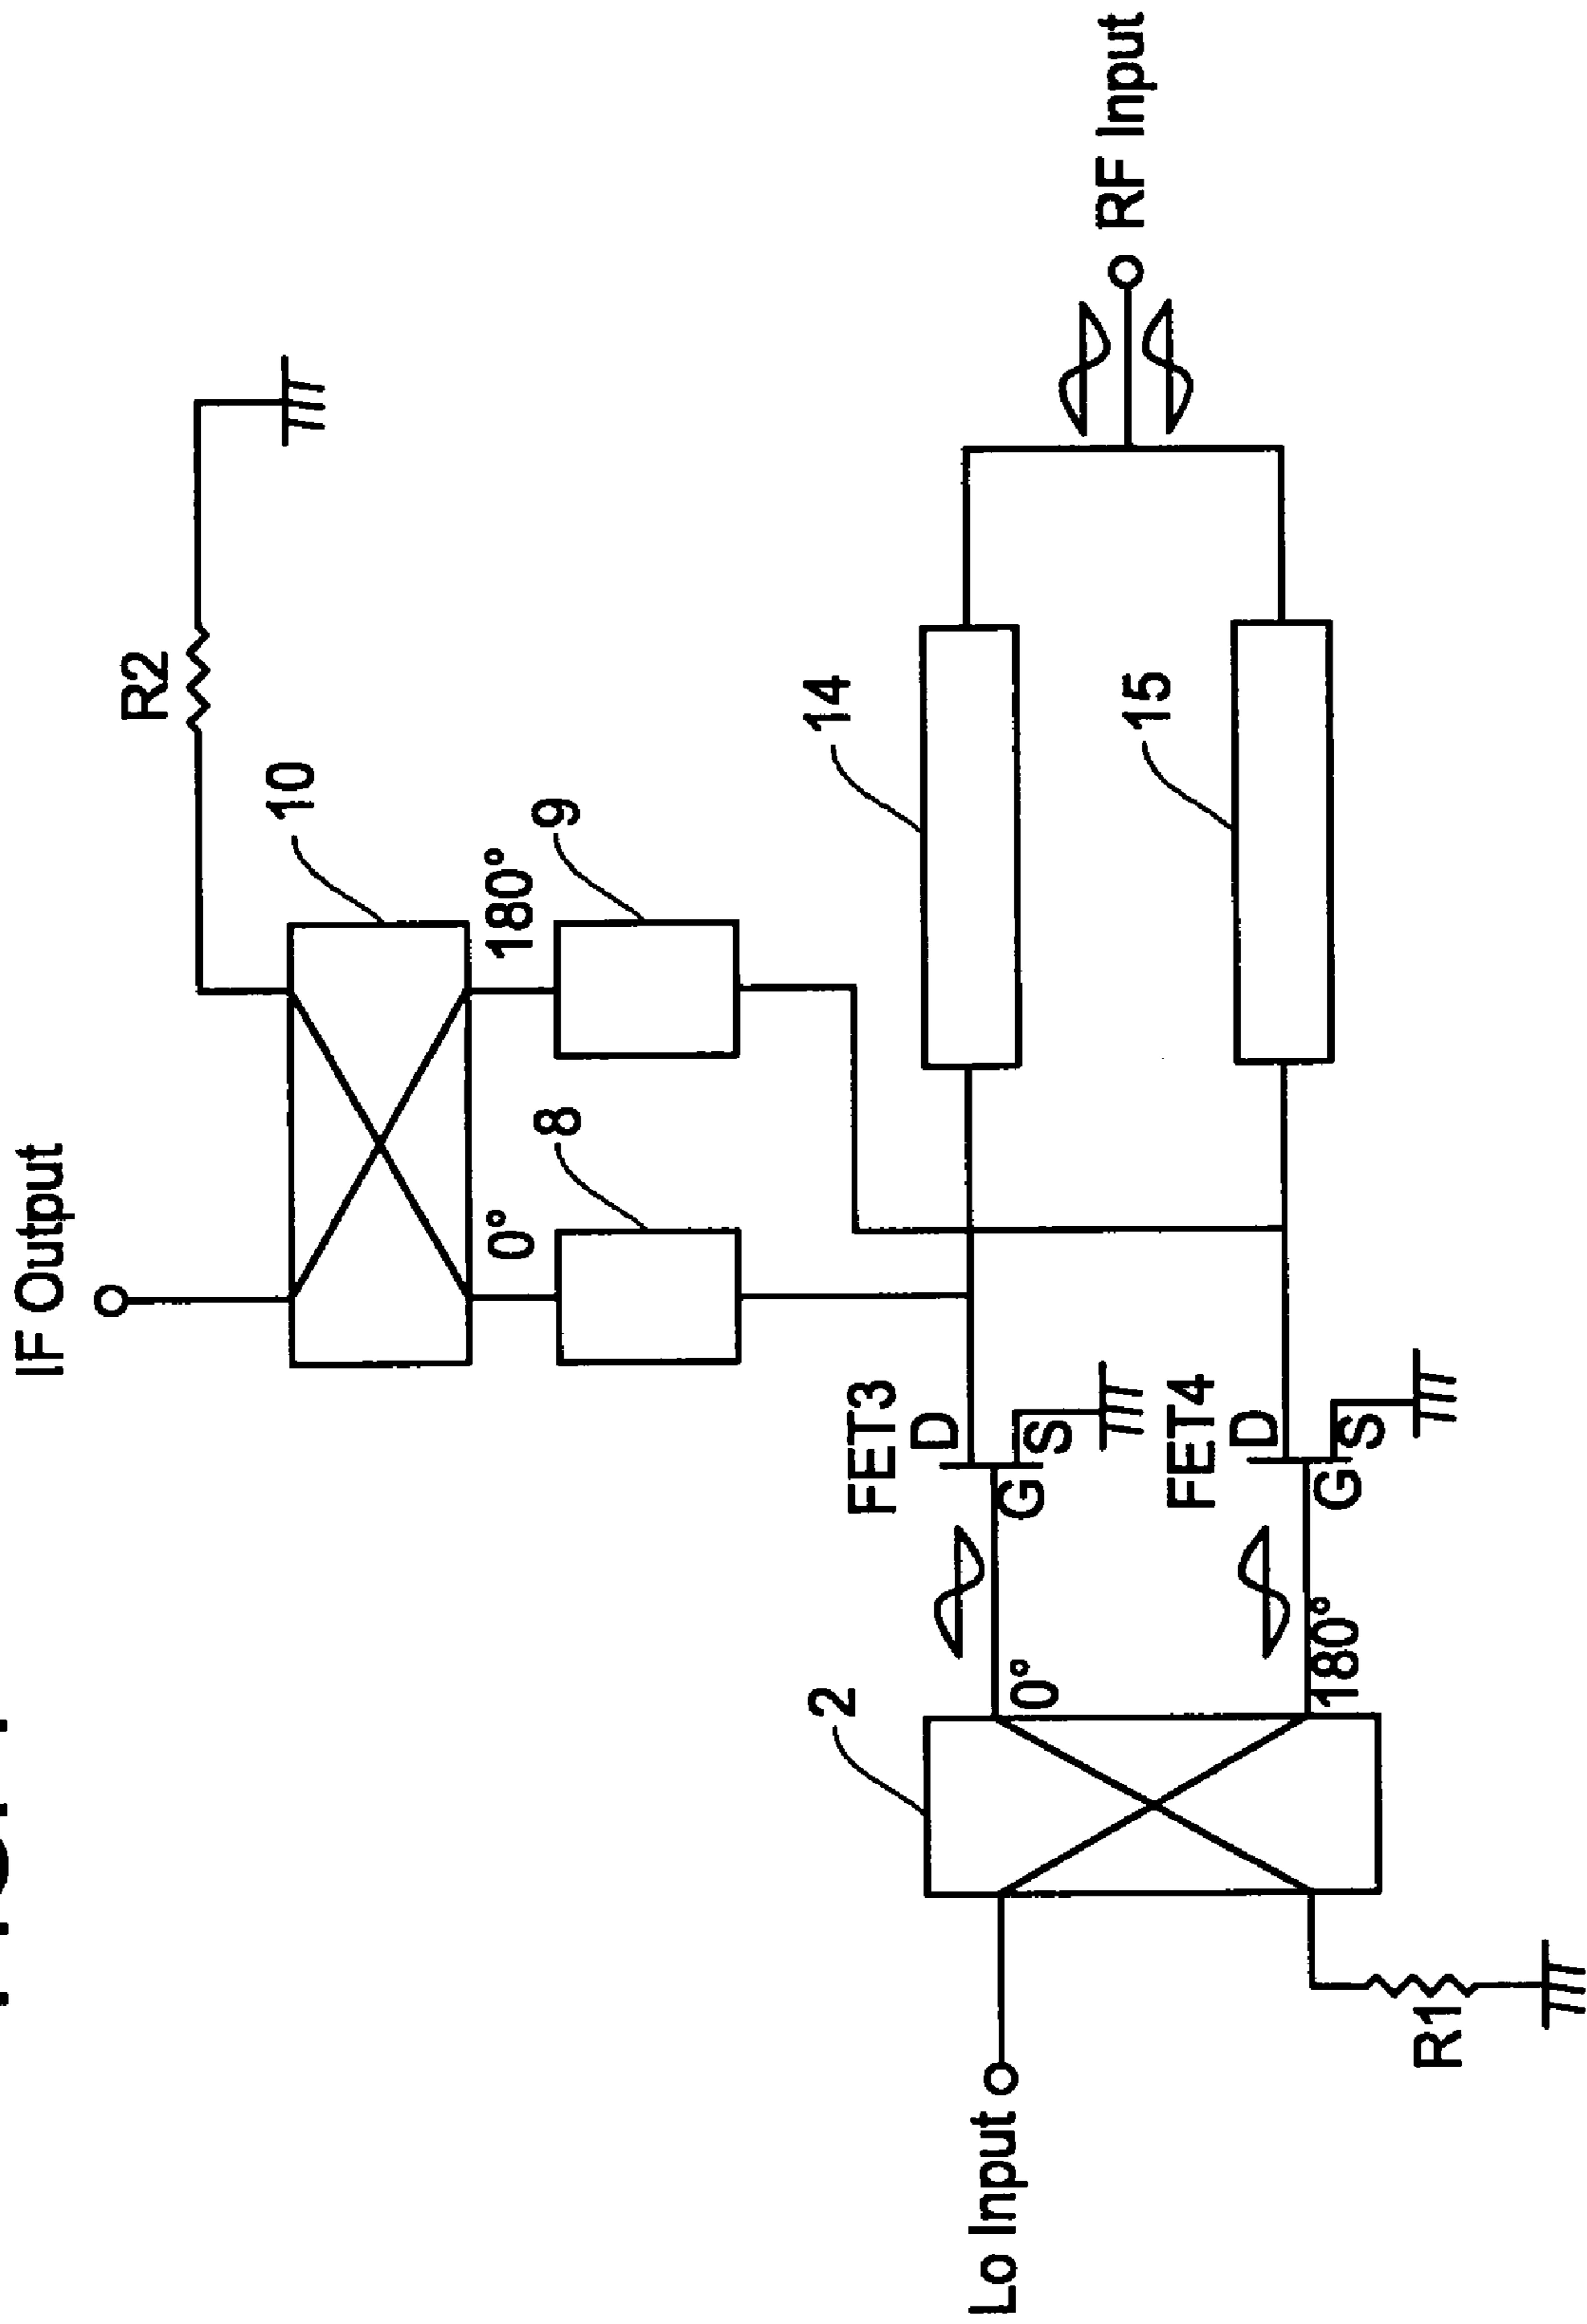 IF Output
R2
10
0°
180°
8
9
14
15
RF Input
FET3
D
G
S
FET4
D
G
S
2
0°
180°
Lo Input
R1